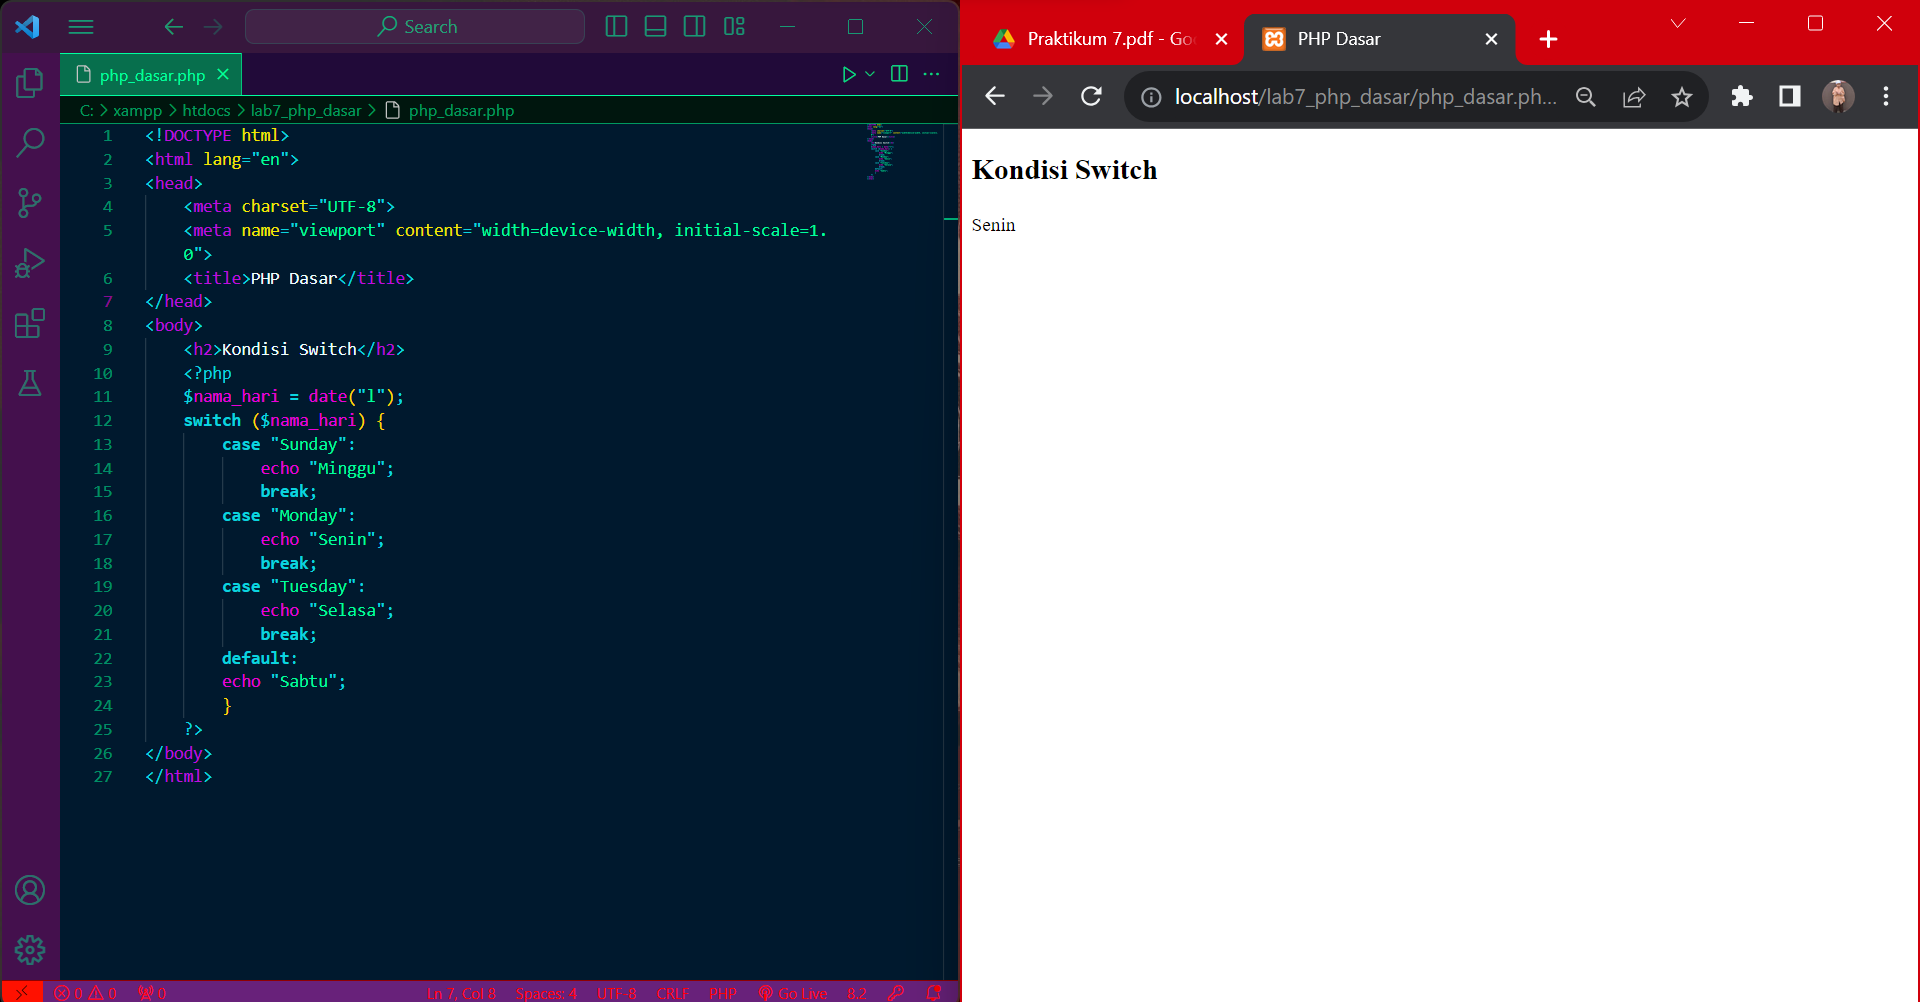 Search
php_dasar.php
C: > xampp > htdocs > lab7_php_dasar > php_dasar.php
1 <!DOCTYPE html>
2 <html lang="en">
3 <head>
4 <meta charset="UTF-8">
5 <meta name="viewport" content="width=device-width, initial-scale=1.
0">
6 <title>PHP Dasar</title>
7 </head>
8 <body>
9 <h2>Kondisi Switch</h2>
10 <?php
11 $nama_hari = date("l");
12 switch ($nama_hari) {
13 case "Sunday":
14 echo "Minggu";
15 break;
16 case "Monday":
17 echo "Senin";
18 break;
19 case "Tuesday":
20 echo "Selasa";
21 break;
22 default:
23 echo "Sabtu";
24 }
25 ?>
26 </body>
27 </html>
0 0 0 Ln 7, Col 8 Spaces: 4 UTF-8 CRLF PHP Go Live 8.2
Praktikum 7.pdf - Go PHP Dasar
localhost/lab7_php_dasar/php_dasar.ph...
Kondisi Switch
Senin